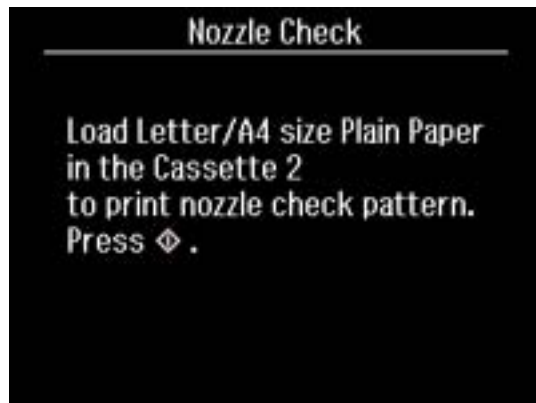 Nozzle Check
Load Letter/A4 size Plain Paper
in the Cassette 2
to print nozzle check pattern.
Press ⟐ .